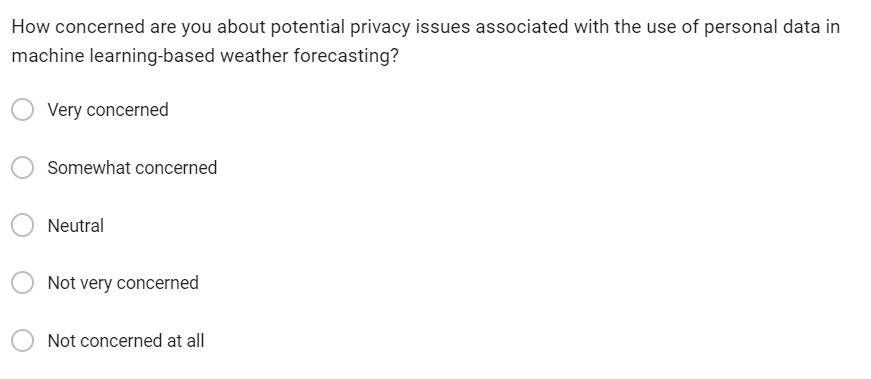 How concerned are you about potential privacy issues associated with the use of personal data in
machine learning-based weather forecasting?
Very concerned
Somewhat concerned
Neutral
Not very concerned
Not concerned at all